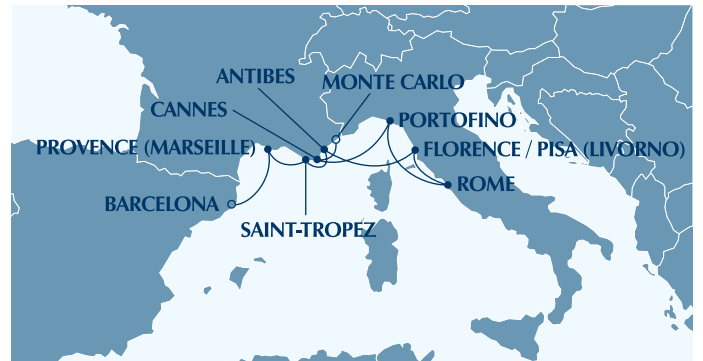 ANTIBES
MONTE CARLO
CANNES
PORTOFINO
PROVENCE (MARSEILLE)
FLORENCE / PISA (LIVORNO)
ROME
BARCELONA
SAINT-TROPEZ